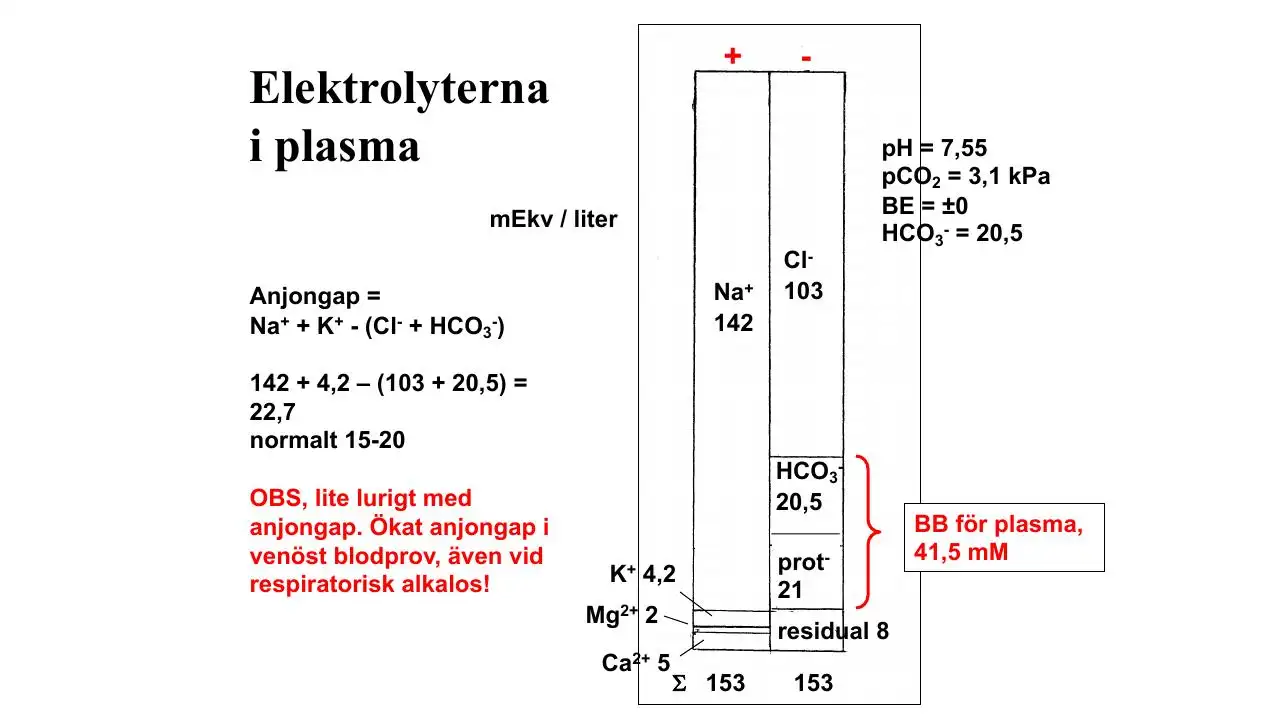 Elektrolyterna
i plasma
mEkv / liter
Anjongap =
Na⁺ + K⁺ - (Cl⁻ + HCO₃⁻)
142 + 4,2 – (103 + 20,5) =
22,7
normalt 15-20
OBS, lite lurigt med
anjongap. Ökat anjongap i
venöst blodprov, även vid
respiratorisk alkalos!
+ -
Na⁺
142
Cl⁻
103
HCO₃⁻
20,5
prot⁻
21
residual 8
K⁺ 4,2
Mg²⁺ 2
Ca²⁺ 5
Σ 153 153
pH = 7,55
pCO₂ = 3,1 kPa
BE = ±0
HCO₃⁻ = 20,5
BB för plasma,
41,5 mM